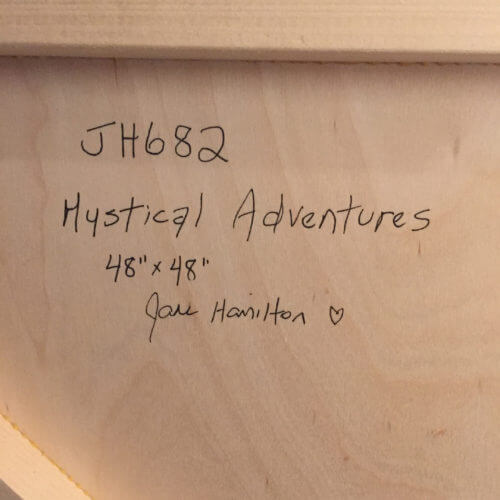 JH682
Mystical Adventures
48" x 48"
Jane Hamilton ♡